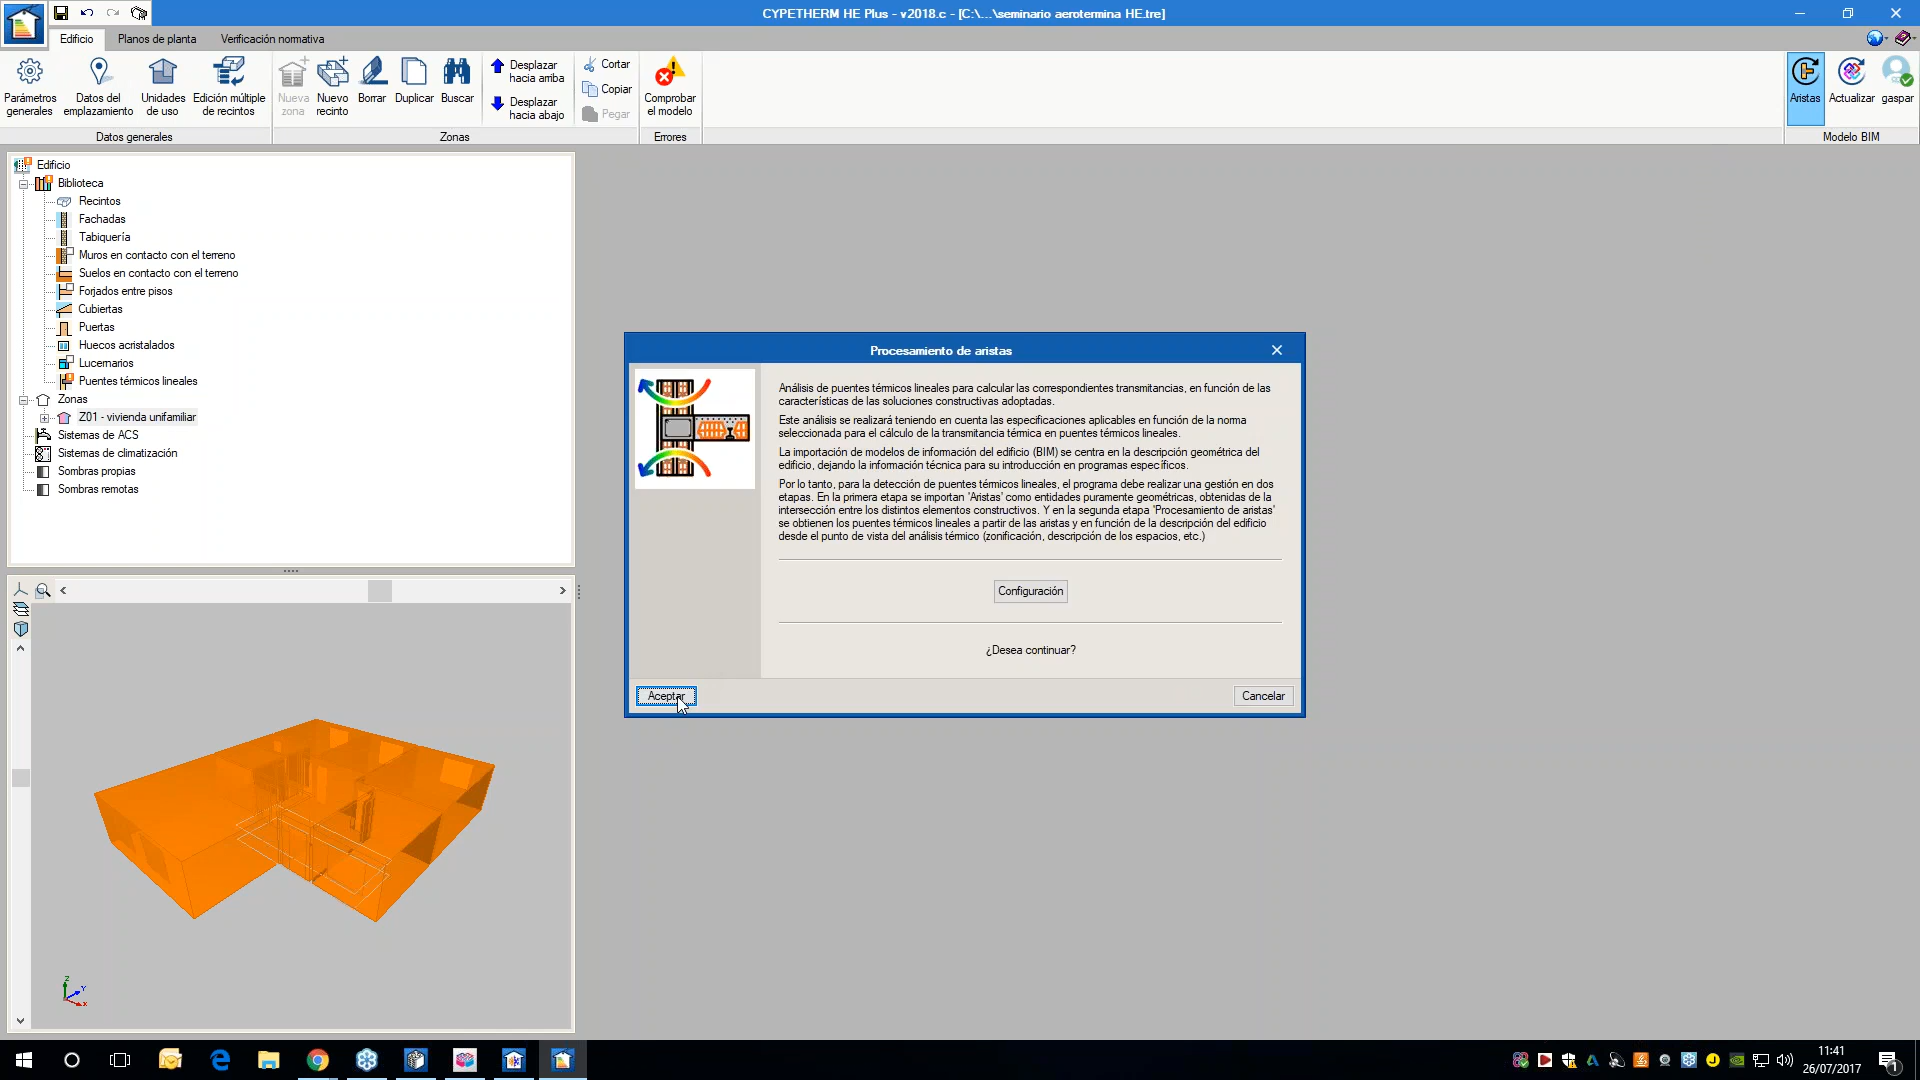 CYPETHERM HE Plus - v2018.c - [C:\...\seminario aerotermina HE.tre]
Edificio
Planos de planta
Verificación normativa
Parámetros generales
Datos del emplazamiento
Unidades de uso
Edición múltiple de recintos
Nueva zona
Nuevo recinto
Borrar
Duplicar
Buscar
Desplazar hacia arriba
Desplazar hacia abajo
Cortar
Copiar
Pegar
Comprobar el modelo
Aristas
Actualizar
gaspar
Datos generales
Zonas
Errores
Modelo BIM
Edificio
Biblioteca
Recintos
Fachadas
Tabiquería
Muros en contacto con el terreno
Suelos en contacto con el terreno
Forjados entre pisos
Cubiertas
Puertas
Huecos acristalados
Lucernarios
Puentes térmicos lineales
Zonas
Z01 - vivienda unifamiliar
Sistemas de ACS
Sistemas de climatización
Sombras propias
Sombras remotas
Procesamiento de aristas
Análisis de puentes térmicos lineales para calcular las correspondientes transmitancias, en función de las
características de las soluciones constructivas adoptadas.
Este análisis se realizará teniendo en cuenta las especificaciones aplicables en función de la norma
seleccionada para el cálculo de la transmitancia térmica en puentes térmicos lineales.
La importación de modelos de información del edificio (BIM) se centra en la descripción geométrica del
edificio, dejando la información técnica para su introducción en programas específicos.
Por lo tanto, para la detección de puentes térmicos lineales, el programa debe realizar una gestión en dos
etapas. En la primera etapa se importan 'Aristas' como entidades puramente geométricas, obtenidas de la
intersección entre los distintos elementos constructivos. Y en la segunda etapa 'Procesamiento de aristas'
se obtienen los puentes térmicos lineales a partir de las aristas y en función de la descripción del edificio
desde el punto de vista del análisis térmico (zonificación, descripción de los espacios, etc.)
Configuración
¿Desea continuar?
Aceptar
Cancelar
Z
Y
X
11:41
26/07/2017
1